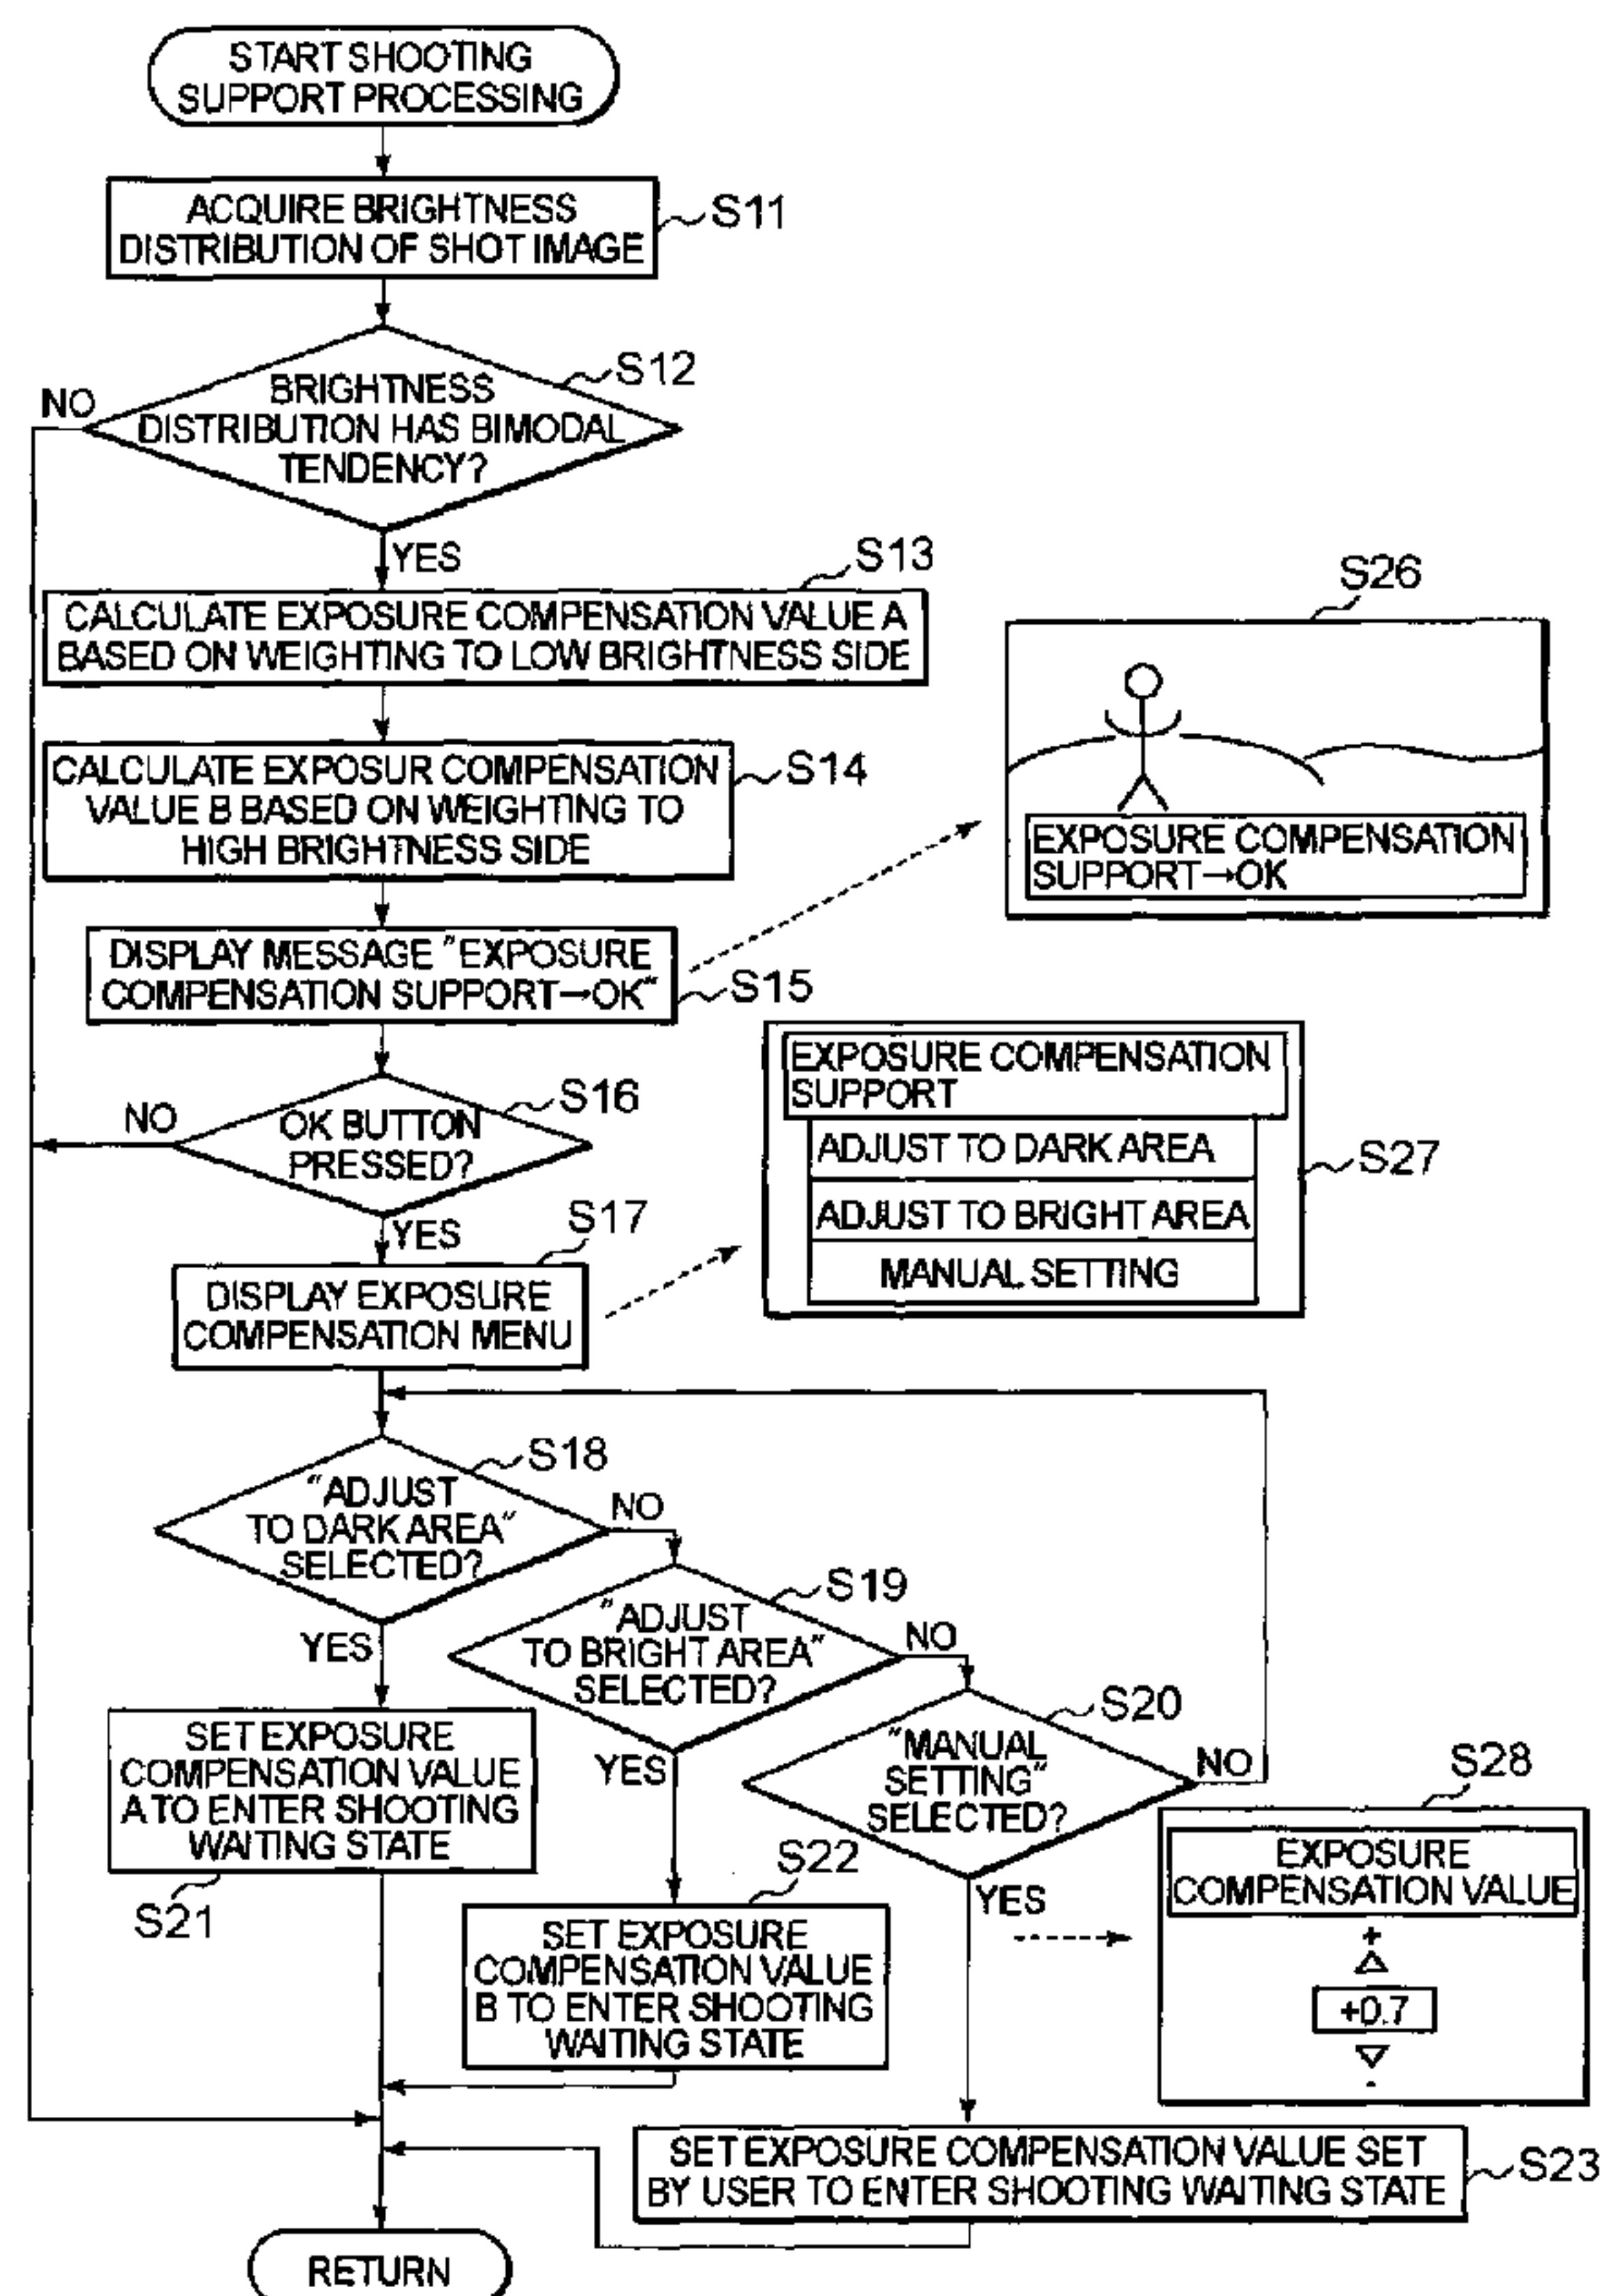 START SHOOTING
SUPPORT PROCESSING
ACQUIRE BRIGHTNESS
DISTRIBUTION OF SHOT IMAGE
S11
BRIGHTNESS
DISTRIBUTION HAS BIMODAL
TENDENCY?
S12
NO
YES
S13
CALCULATE EXPOSURE COMPENSATION VALUE A
BASED ON WEIGHTING TO LOW BRIGHTNESS SIDE
CALCULATE EXPOSUR COMPENSATION
VALUE B BASED ON WEIGHTING TO
HIGH BRIGHTNESS SIDE
S14
S26
EXPOSURE COMPENSATION
SUPPORT→OK
DISPLAY MESSAGE "EXPOSURE
COMPENSATION SUPPORT→OK"
S15
OK BUTTON
PRESSED?
S16
NO
YES
EXPOSURE COMPENSATION
SUPPORT
ADJUST TO DARK AREA
ADJUST TO BRIGHT AREA
MANUAL SETTING
S27
S17
DISPLAY EXPOSURE
COMPENSATION MENU
S18
"ADJUST
TO DARK AREA"
SELECTED?
NO
YES
S19
"ADJUST
TO BRIGHT AREA"
SELECTED?
NO
YES
S20
"MANUAL
SETTING"
SELECTED?
NO
YES
SET EXPOSURE
COMPENSATION VALUE
A TO ENTER SHOOTING
WAITING STATE
S21
S22
SET EXPOSURE
COMPENSATION VALUE
B TO ENTER SHOOTING
WAITING STATE
S28
EXPOSURE
COMPENSATION VALUE
+
+0.7
-
SET EXPOSURE COMPENSATION VALUE SET
BY USER TO ENTER SHOOTING WAITING STATE
S23
RETURN